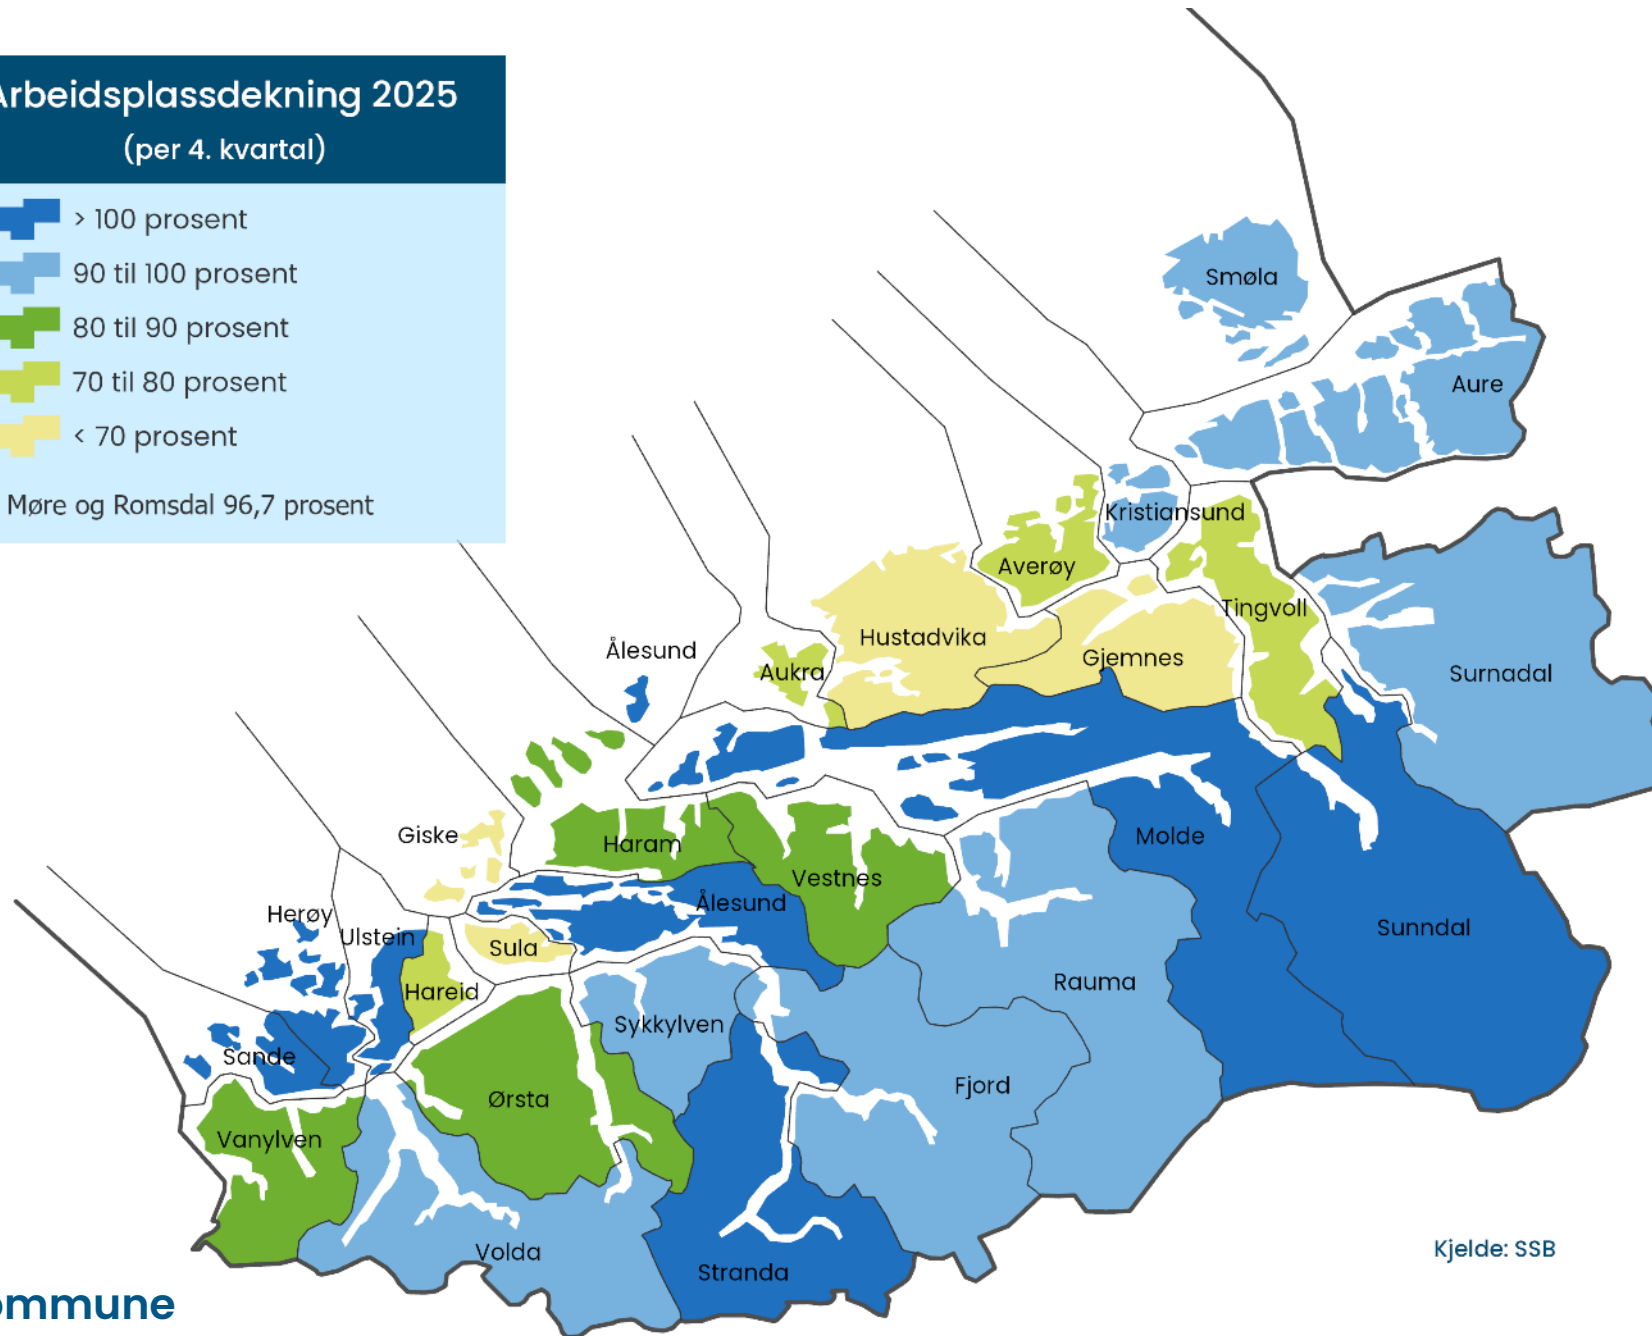 Arbeidsplassdekning 2025
(per 4. kvartal)
> 100 prosent
90 til 100 prosent
80 til 90 prosent
70 til 80 prosent
< 70 prosent
Møre og Romsdal 96,7 prosent
Smøla
Aure
Kristiansund
Averøy
Tingvoll
Hustadvika
Ålesund
Gjemnes
Aukra
Surnadal
Giske
Haram
Molde
Vestnes
Ålesund
Herøy
Ulstein
Sula
Sunndal
Hareid
Rauma
Sykkylven
Sande
Fjord
Ørsta
Vanylven
Volda
Stranda
Kjelde: SSB
ommune